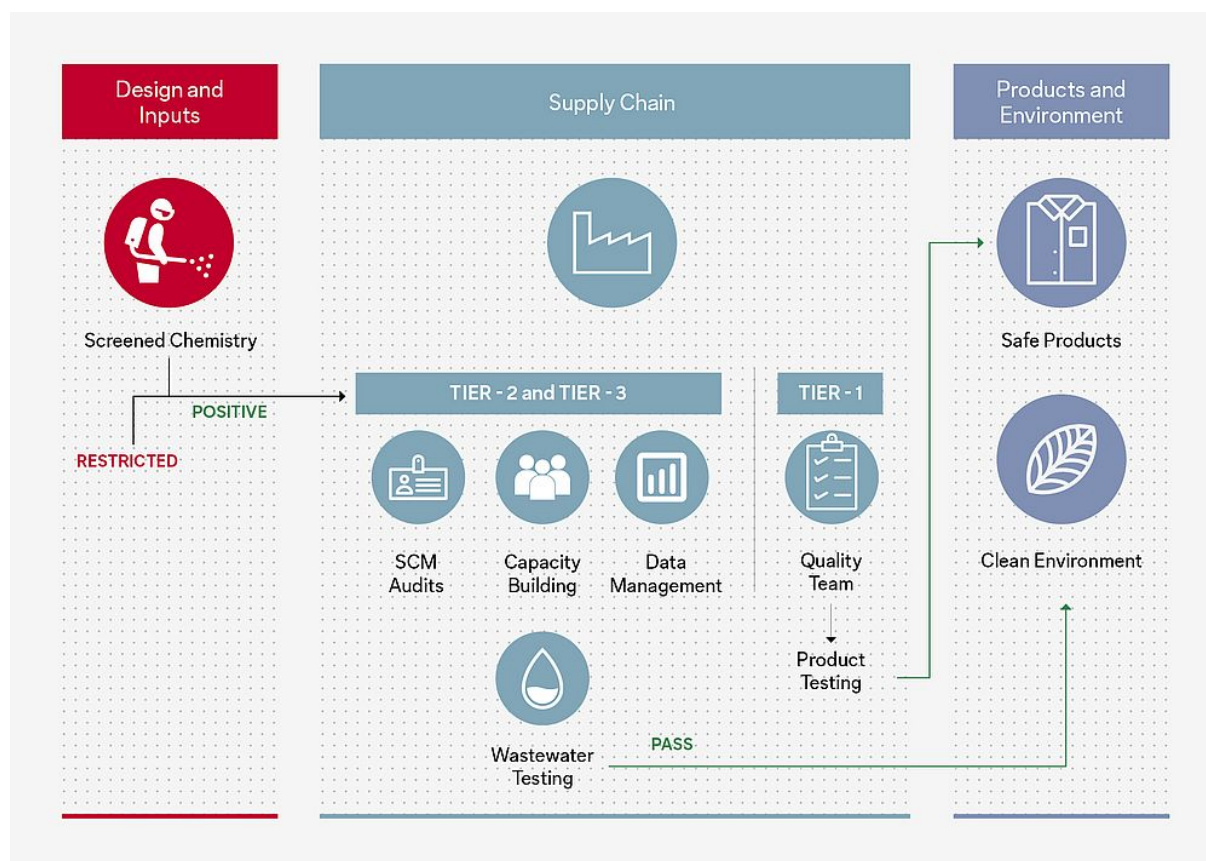 Design and
Inputs
Supply Chain
Products and
Environment
Screened Chemistry
Safe Products
POSITIVE
RESTRICTED
TIER - 2 and TIER - 3
TIER - 1
SCM
Audits
Capacity
Building
Data
Management
Quality
Team
Clean Environment
Product
Testing
Wastewater
Testing
PASS